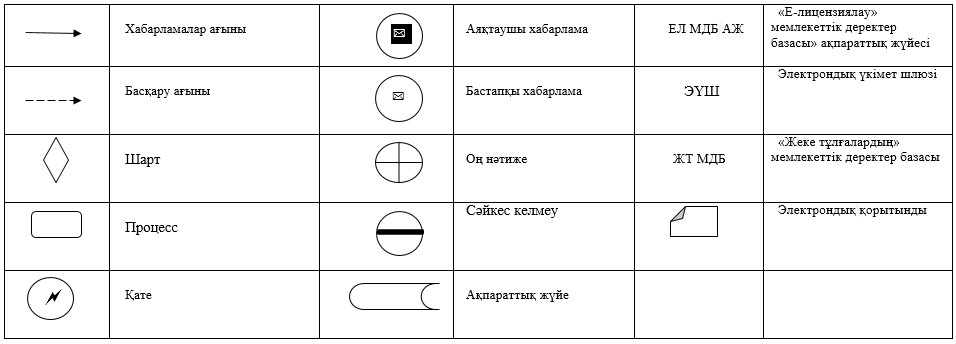 Хабарламалар ағыны
Аяқтаушы хабарлама
ЕЛ МДБ АЖ
«Е-лицензиялау»
мемлекеттік деректер
базасы» ақпараттық жүйесі
Басқару ағыны
Бастапқы хабарлама
ЭҮШ
Электрондық үкімет шлюзі
Шарт
Оң нәтиже
ЖТ МДБ
«Жеке тұлғалардың»
мемлекеттік деректер базасы
Процесс
Сәйкес келмеу
Электрондық қорытынды
Қате
Ақпараттық жүйе